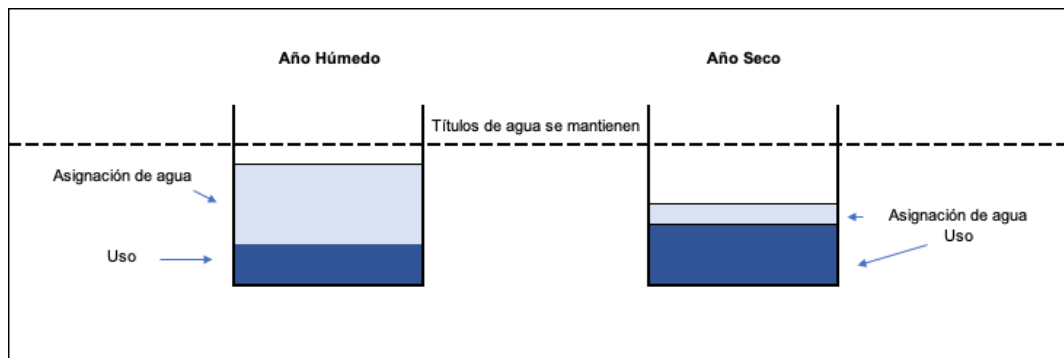 Año Húmedo
Año Seco
Títulos de agua se mantienen
Asignación de agua
Uso
Asignación de agua
Uso